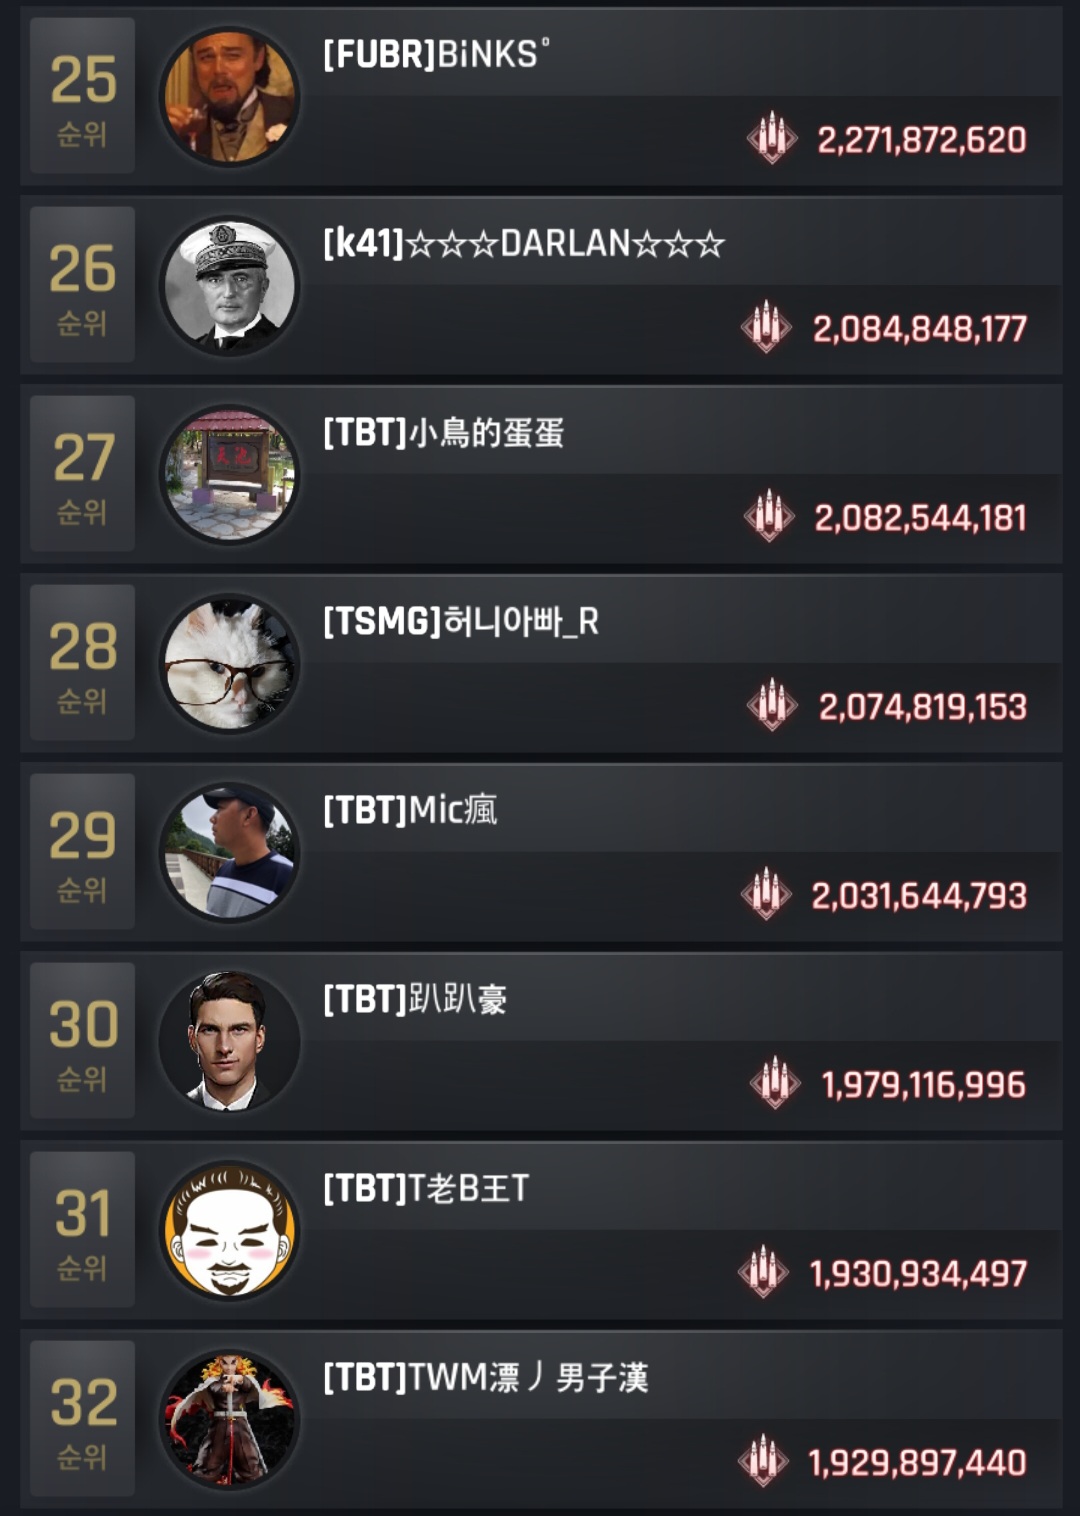 25
순위
[FUBR]BiNKS°
2,271,872,620
26
순위
[k41]☆☆☆DARLAN☆☆☆
2,084,848,177
27
순위
[TBT]小鳥的蛋蛋
天池
2,082,544,181
28
순위
[TSMG]허니아빠_R
2,074,819,153
29
순위
[TBT]Mic瘋
2,031,644,793
30
순위
[TBT]趴趴豪
1,979,116,996
31
순위
[TBT]T老B王T
1,930,934,497
32
순위
[TBT]TWM漂丿男子漢
1,929,897,440